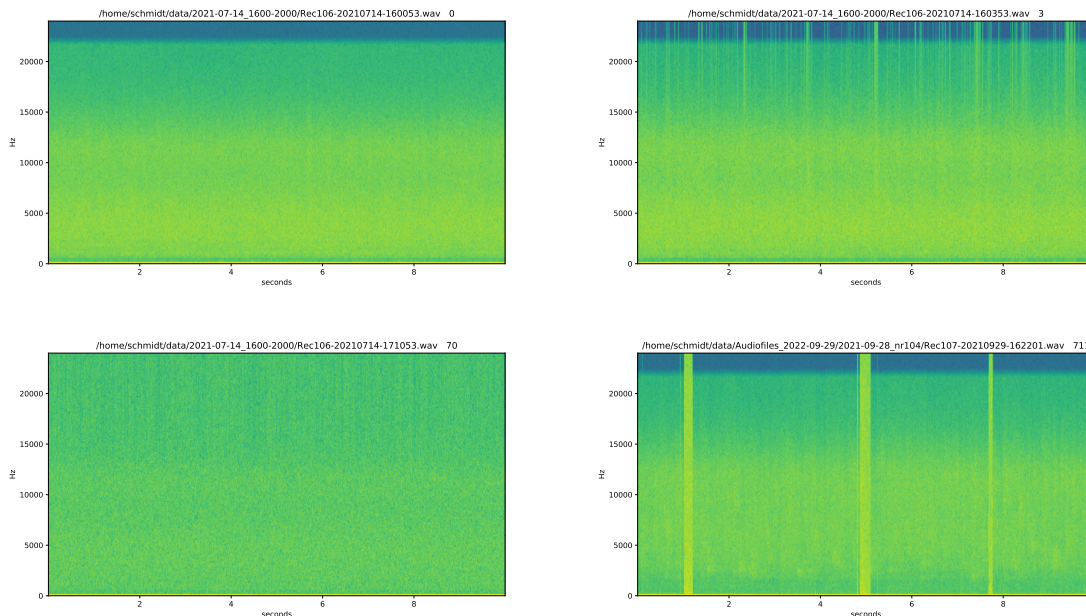 /home/schmidt/data/2021-07-14_1600-2000/Rec106-20210714-160053.wav 0
20000
15000
10000
5000
0
Hz
2 4 6 8
seconds
/home/schmidt/data/2021-07-14_1600-2000/Rec106-20210714-160353.wav 3
20000
15000
10000
5000
0
Hz
2 4 6 8
seconds
/home/schmidt/data/2021-07-14_1600-2000/Rec106-20210714-171053.wav 70
20000
15000
10000
5000
0
Hz
2 4 6 8
seconds
/home/schmidt/data/Audiofiles_2022-09-29/2021-09-28_nr104/Rec107-20210929-162201.wav
20000
15000
10000
5000
0
Hz
2 4 6 8
seconds